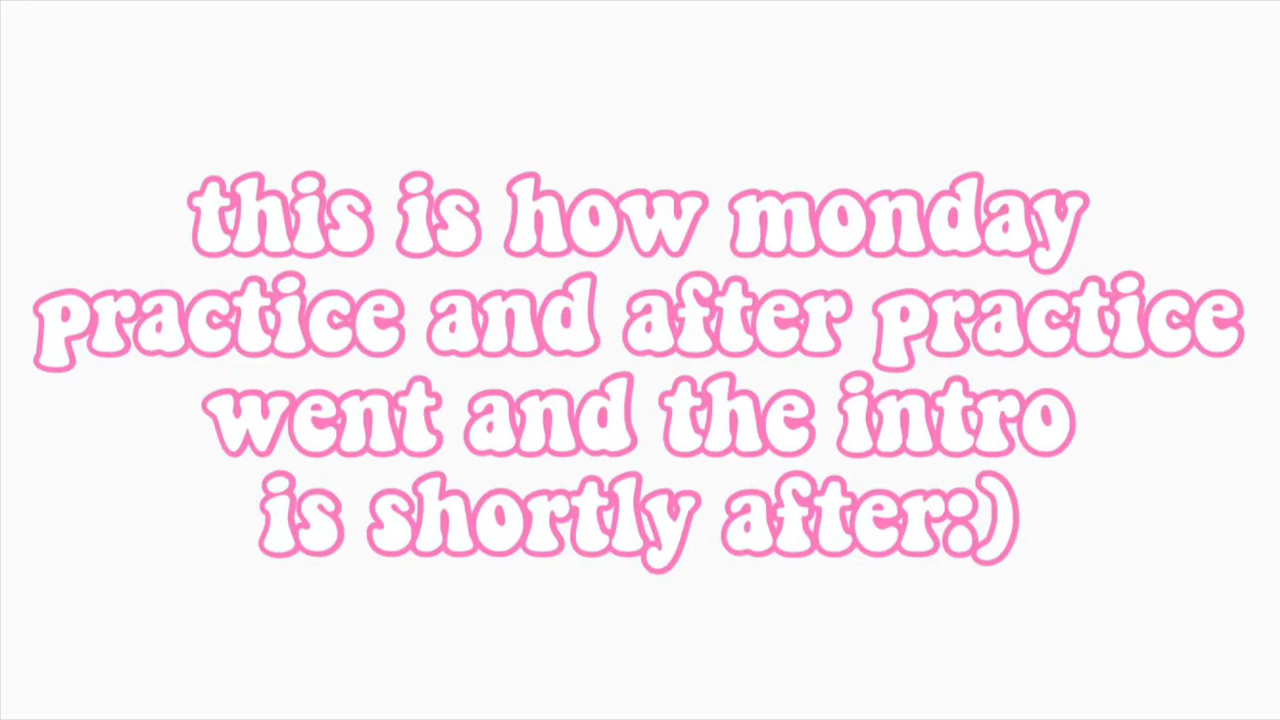 this is how monday
practice and after practice
went and the intro
is shortly after:)